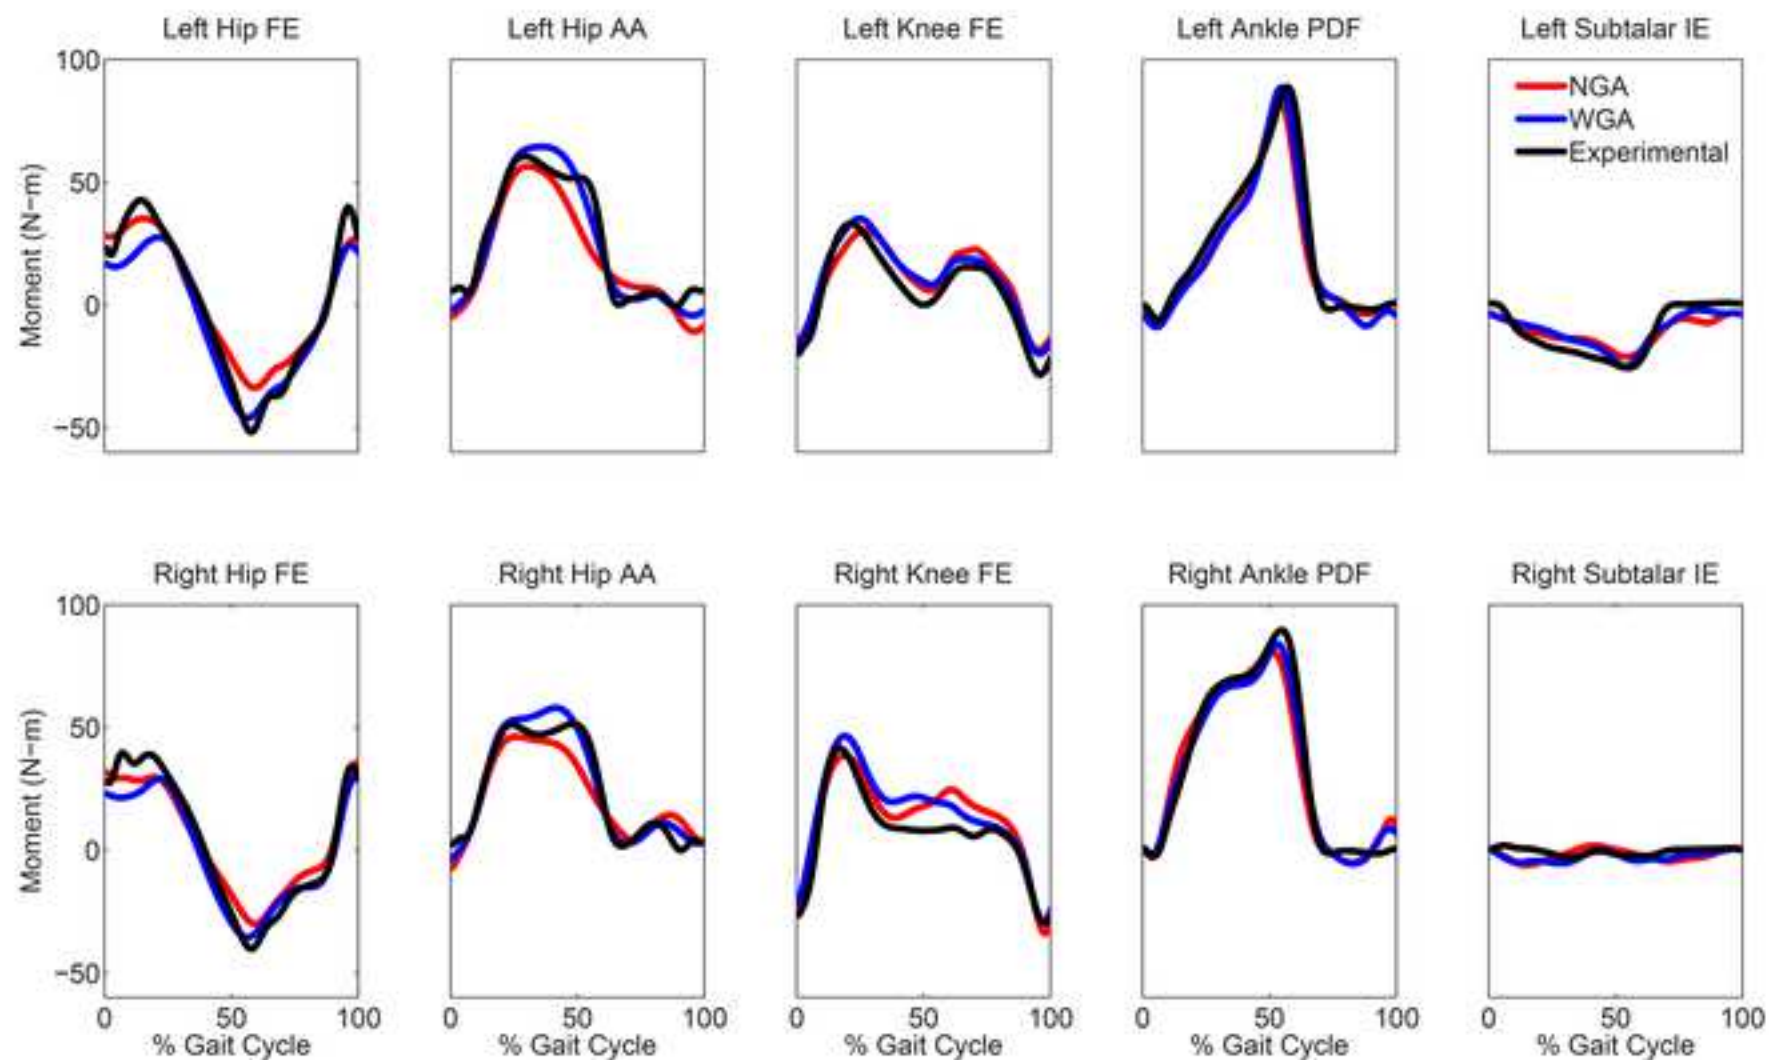 Left Hip FE
Left Hip AA
Left Knee FE
Left Ankle PDF
Left Subtalar IE
100
50
0
−50
Moment (N−m)
NGA
WGA
Experimental
Right Hip FE
Right Hip AA
Right Knee FE
Right Ankle PDF
Right Subtalar IE
100
50
0
−50
Moment (N−m)
0 50 100
0 50 100
0 50 100
0 50 100
0 50 100
% Gait Cycle
% Gait Cycle
% Gait Cycle
% Gait Cycle
% Gait Cycle